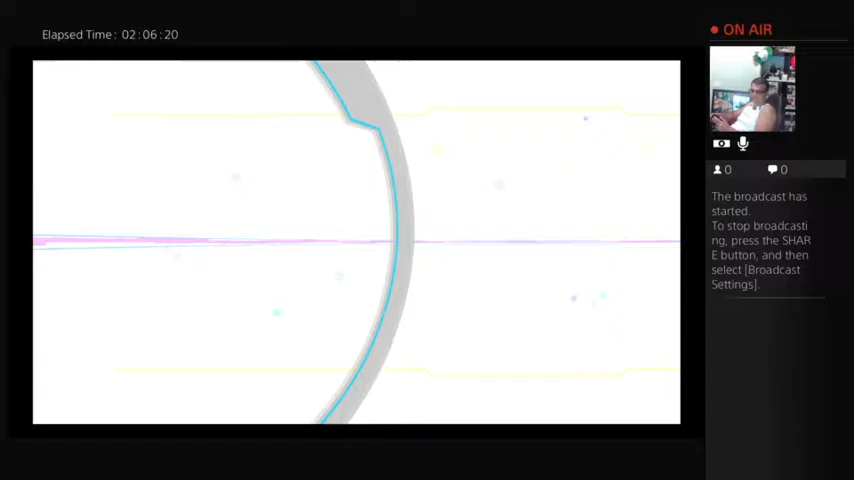 Elapsed Time: 02:06:20
ON AIR
0 0
The broadcast has
started.
To stop broadcasti
ng, press the SHAR
E button, and then
select [Broadcast
Settings].